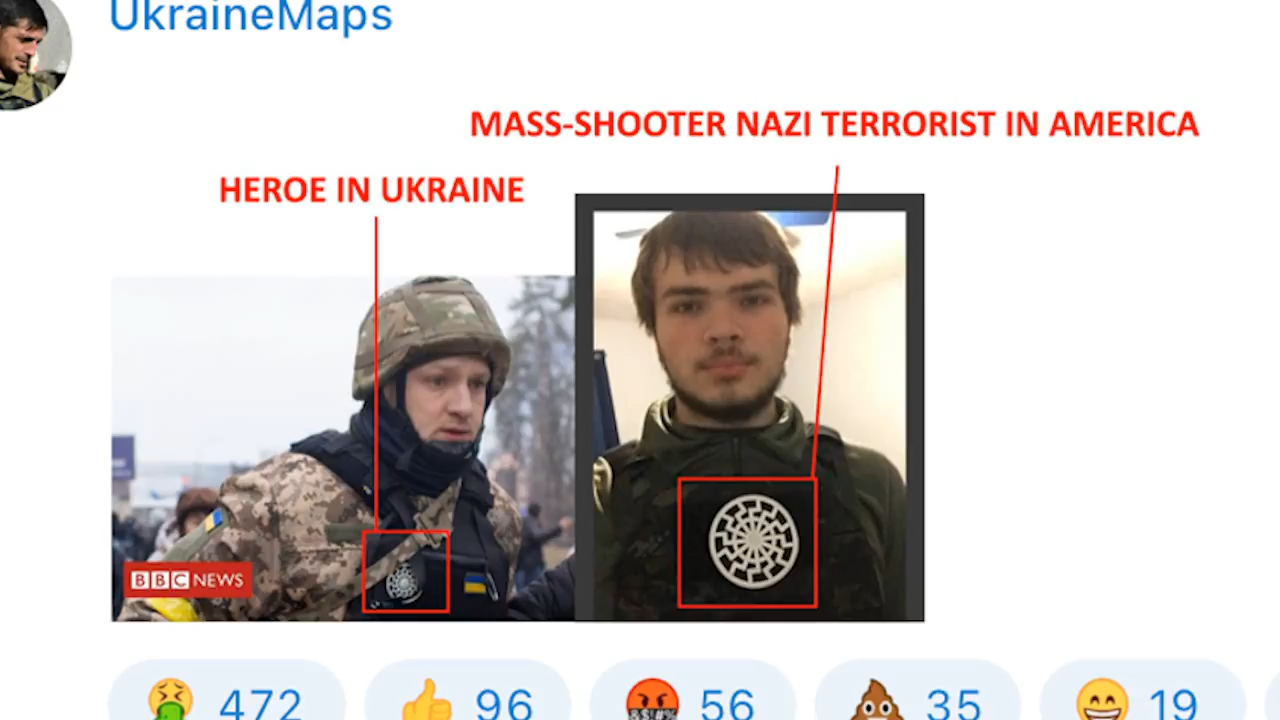 UkraineMaps
MASS-SHOOTER NAZI TERRORIST IN AMERICA
HEROE IN UKRAINE
BBC NEWS
472 96 56 35 19